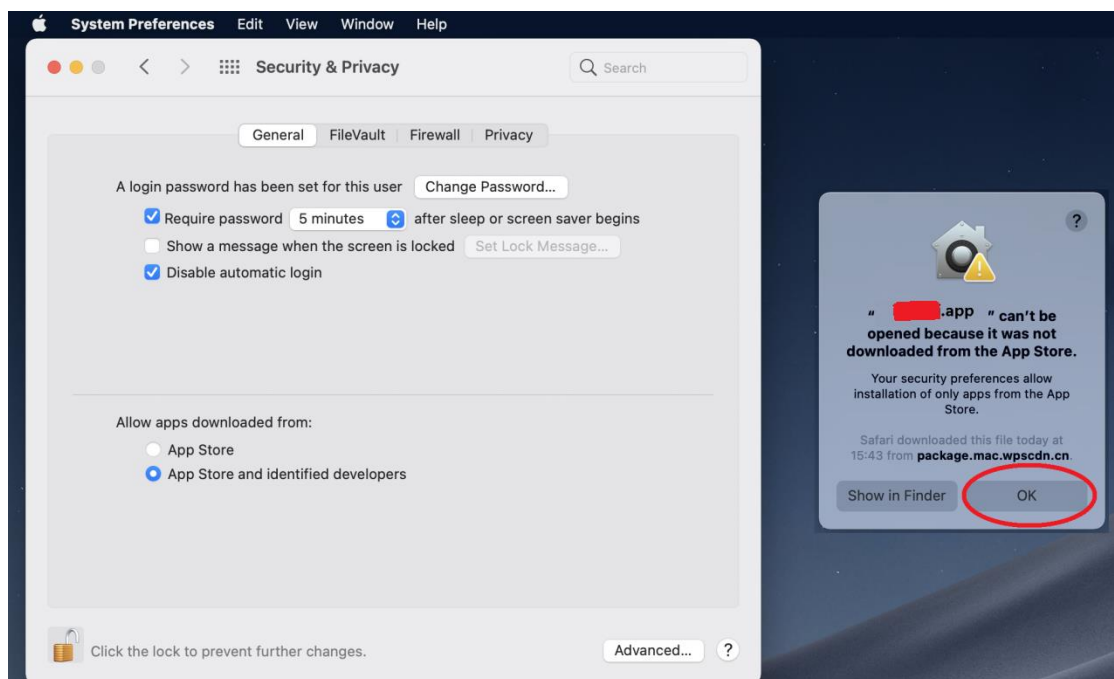 System Preferences Edit View Window Help
Security & Privacy
Search
General FileVault Firewall Privacy
A login password has been set for this user Change Password...
Require password 5 minutes after sleep or screen saver begins
Show a message when the screen is locked Set Lock Message...
Disable automatic login
Allow apps downloaded from:
App Store
App Store and identified developers
Click the lock to prevent further changes.
Advanced... ?
?
“ .app ” can’t be
opened because it was not
downloaded from the App Store.
Your security preferences allow
installation of only apps from the App
Store.
Safari downloaded this file today at
15:43 from package.mac.wpscdn.cn.
Show in Finder OK